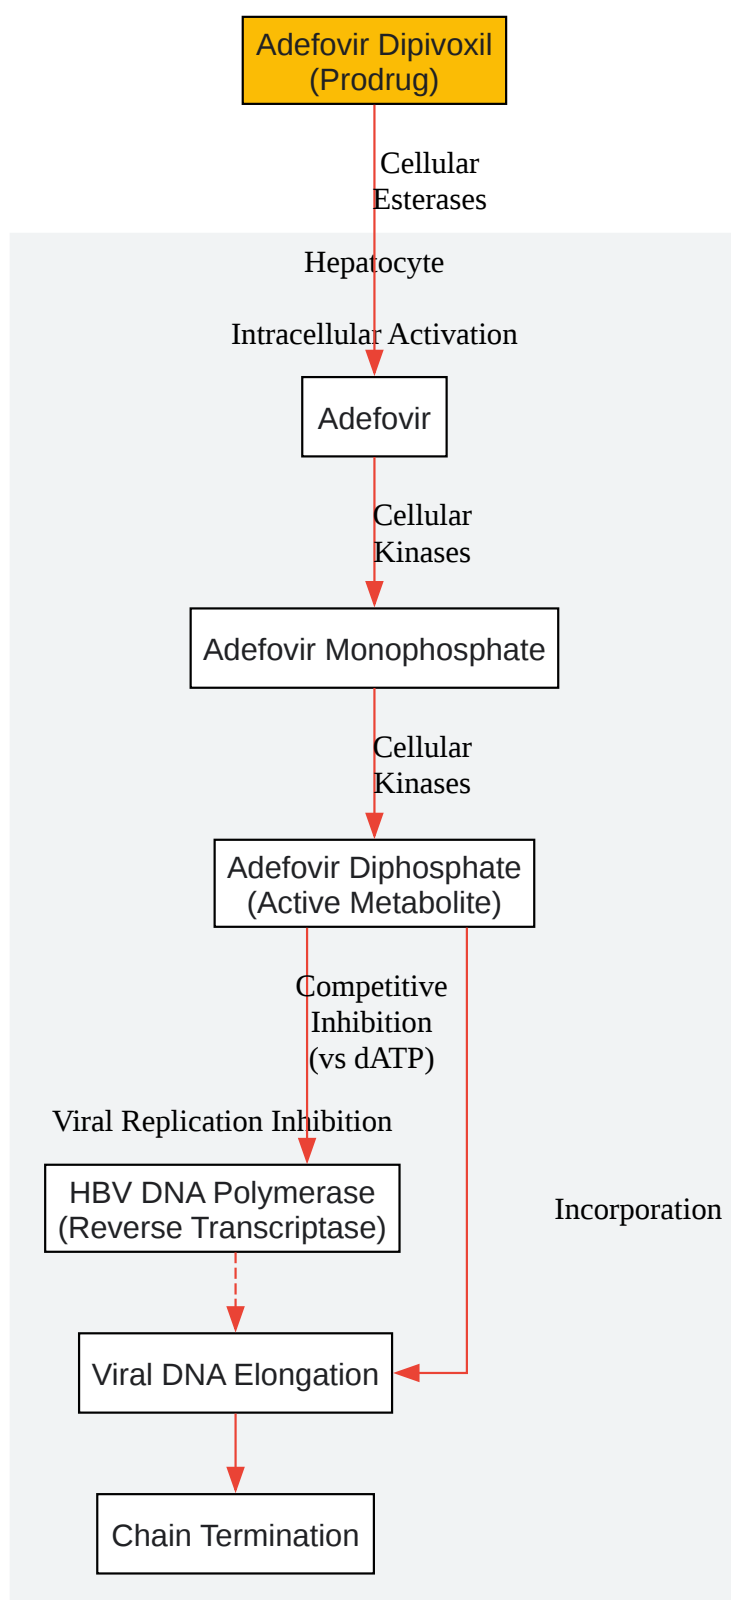 Adefovir Dipivoxil
(Prodrug)
Cellular
Esterases
Hepatocyte
Intracellular Activation
Adefovir
Cellular
Kinases
Adefovir Monophosphate
Cellular
Kinases
Adefovir Diphosphate
(Active Metabolite)
Competitive
Inhibition
(vs dATP)
Viral Replication Inhibition
HBV DNA Polymerase
(Reverse Transcriptase)
Incorporation
Viral DNA Elongation
Chain Termination